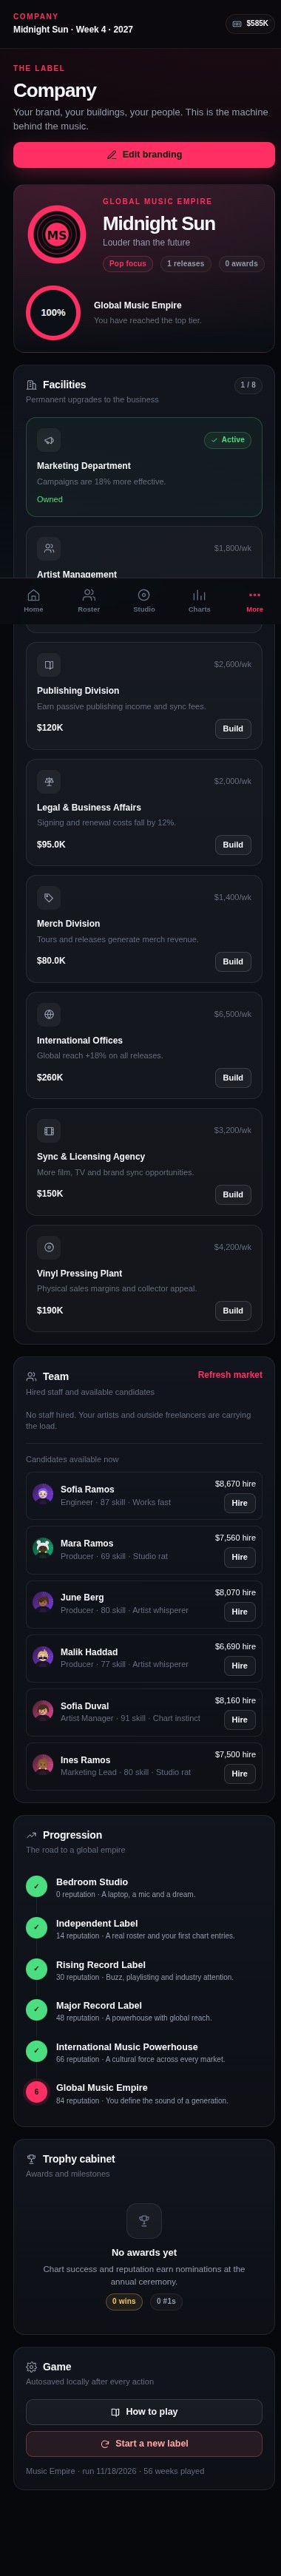 COMPANY
Midnight Sun · Week 4 · 2027
$585K
THE LABEL
Company
Your brand, your buildings, your people. This is the machine
behind the music.
Edit branding
MS
GLOBAL MUSIC EMPIRE
Midnight Sun
Louder than the future
Pop focus
1 releases
0 awards
100%
Global Music Empire
You have reached the top tier.
Facilities
1 / 8
Permanent upgrades to the business
Active
Marketing Department
Campaigns are 18% more effective.
Owned
$1,800/wk
Artist Management
Home
Roster
Studio
Charts
More
$2,600/wk
Publishing Division
Earn passive publishing income and sync fees.
$120K
Build
$2,000/wk
Legal & Business Affairs
Signing and renewal costs fall by 12%.
$95.0K
Build
$1,400/wk
Merch Division
Tours and releases generate merch revenue.
$80.0K
Build
$6,500/wk
International Offices
Global reach +18% on all releases.
$260K
Build
$3,200/wk
Sync & Licensing Agency
More film, TV and brand sync opportunities.
$150K
Build
$4,200/wk
Vinyl Pressing Plant
Physical sales margins and collector appeal.
$190K
Build
Team
Refresh market
Hired staff and available candidates
No staff hired. Your artists and outside freelancers are carrying
the load.
Candidates available now
Sofia Ramos
Engineer · 87 skill · Works fast
$8,670 hire
Hire
Mara Ramos
Producer · 69 skill · Studio rat
$7,560 hire
Hire
June Berg
Producer · 80 skill · Artist whisperer
$8,070 hire
Hire
Malik Haddad
Producer · 77 skill · Artist whisperer
$6,690 hire
Hire
Sofia Duval
Artist Manager · 91 skill · Chart instinct
$8,160 hire
Hire
Ines Ramos
Marketing Lead · 80 skill · Studio rat
$7,500 hire
Hire
Progression
The road to a global empire
Bedroom Studio
0 reputation · A laptop, a mic and a dream.
Independent Label
14 reputation · A real roster and your first chart entries.
Rising Record Label
30 reputation · Buzz, playlisting and industry attention.
Major Record Label
48 reputation · A powerhouse with global reach.
International Music Powerhouse
66 reputation · A cultural force across every market.
6
Global Music Empire
84 reputation · You define the sound of a generation.
Trophy cabinet
Awards and milestones
No awards yet
Chart success and reputation earn nominations at the
annual ceremony.
0 wins
0 #1s
Game
Autosaved locally after every action
How to play
Start a new label
Music Empire · run 11/18/2026 · 56 weeks played